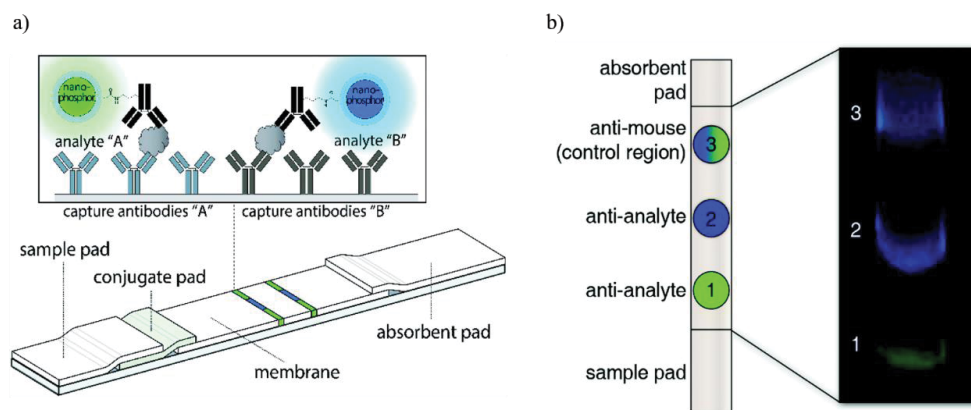 a)
nano-
phosphor
analyte "A"
nano-
phosphor
analyte "B"
capture antibodies "A"
capture antibodies "B"
sample pad
conjugate pad
membrane
absorbent pad
b)
absorbent
pad
anti-mouse
(control region)
3
anti-analyte
2
anti-analyte
1
sample pad
3
2
1